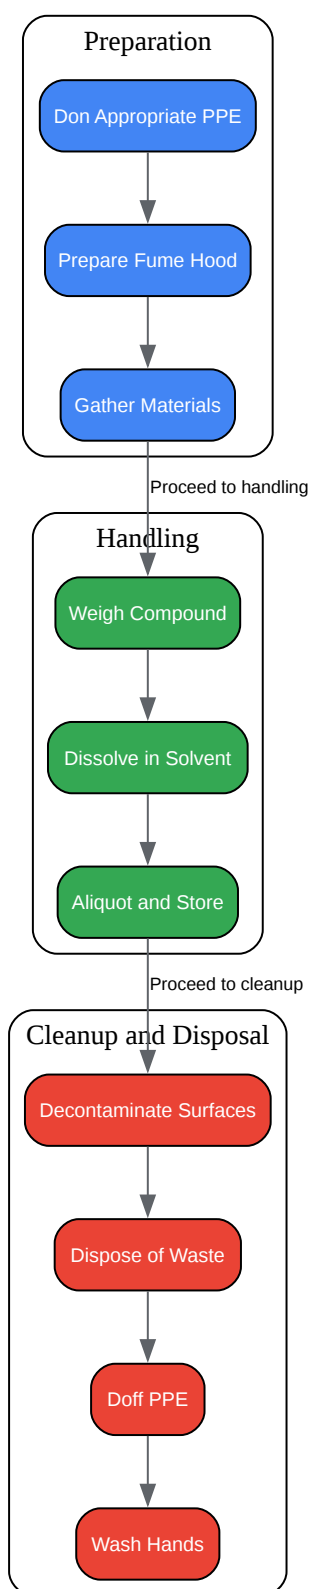 Preparation
Don Appropriate PPE
Prepare Fume Hood
Gather Materials
Proceed to handling
Handling
Weigh Compound
Dissolve in Solvent
Aliquot and Store
Proceed to cleanup
Cleanup and Disposal
Decontaminate Surfaces
Dispose of Waste
Doff PPE
Wash Hands